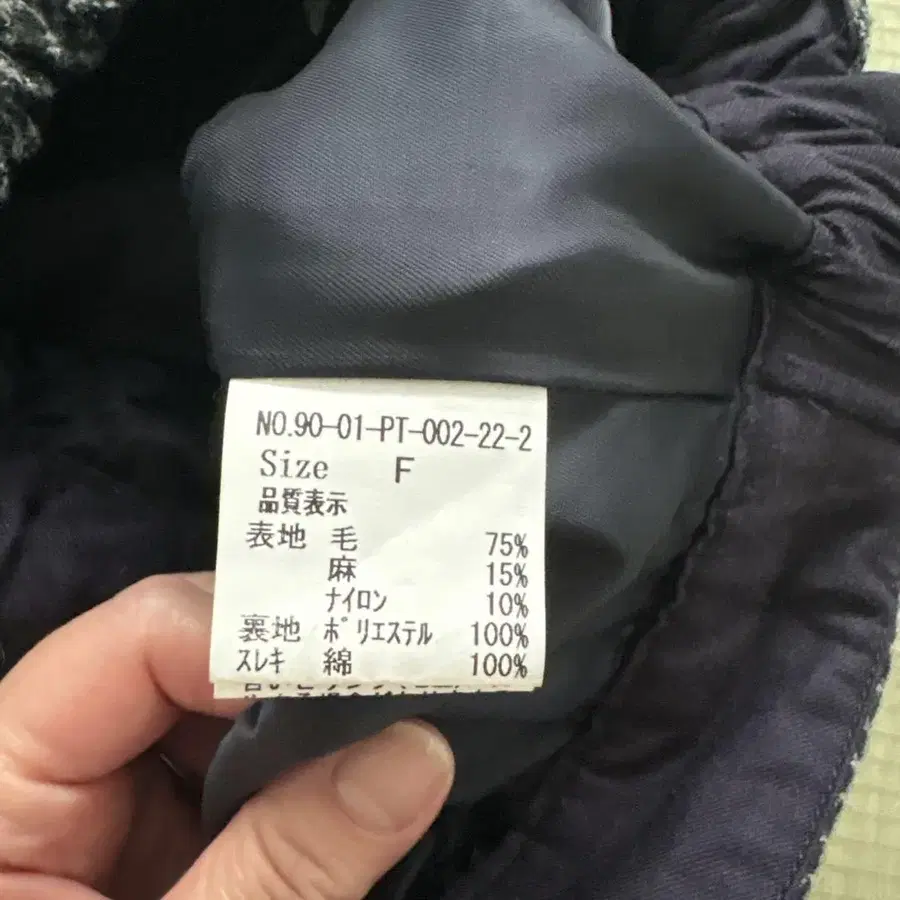 NO.90-01-PT-002-22-2
Size F
品質表示
表地 毛 75%
麻 15%
ナイロン 10%
裏地 ポリエステル 100%
スレキ 綿 100%